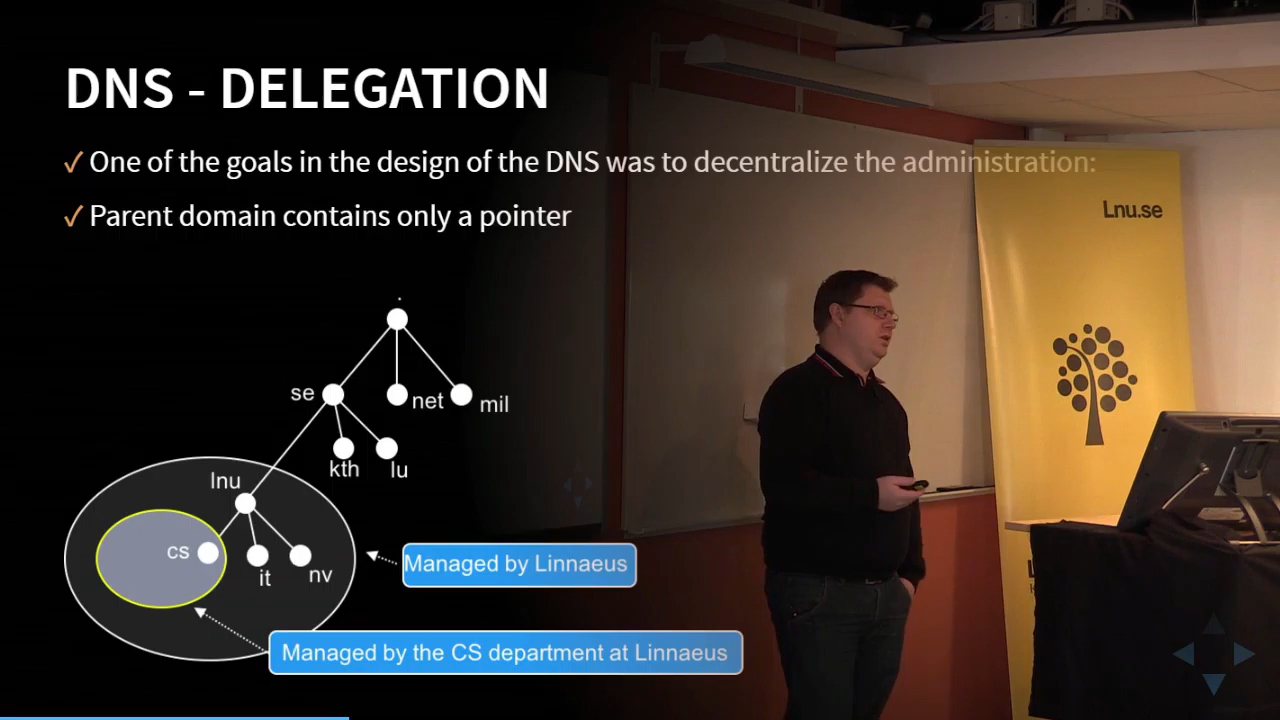 DNS - DELEGATION
✓ One of the goals in the design of the DNS was to decentralize the administration:
✓ Parent domain contains only a pointer
Lnu.se
.
se
net
mil
kth
lu
lnu
cs
it
nv
Managed by Linnaeus
Managed by the CS department at Linnaeus